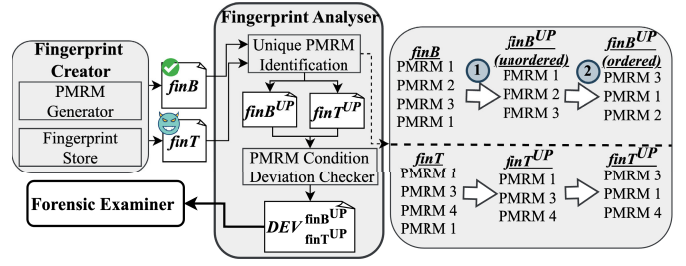 Fingerprint
Creator
PMRM
Generator
Fingerprint
Store
finB
finT
Forensic Examiner
Fingerprint Analyser
Unique PMRM
Identification
finB^UP
finT^UP
PMRM Condition
Deviation Checker
DEV finB^UP
finT^UP
finB
PMRM 1
PMRM 2
PMRM 3
PMRM 1
1
finB^UP
(unordered)
PMRM 1
PMRM 2
PMRM 3
2
finB^UP
(ordered)
PMRM 3
PMRM 1
PMRM 2
finT
PMRM 1
PMRM 3
PMRM 4
PMRM 1
finT^UP
PMRM 1
PMRM 3
PMRM 4
finT^UP
PMRM 3
PMRM 1
PMRM 4